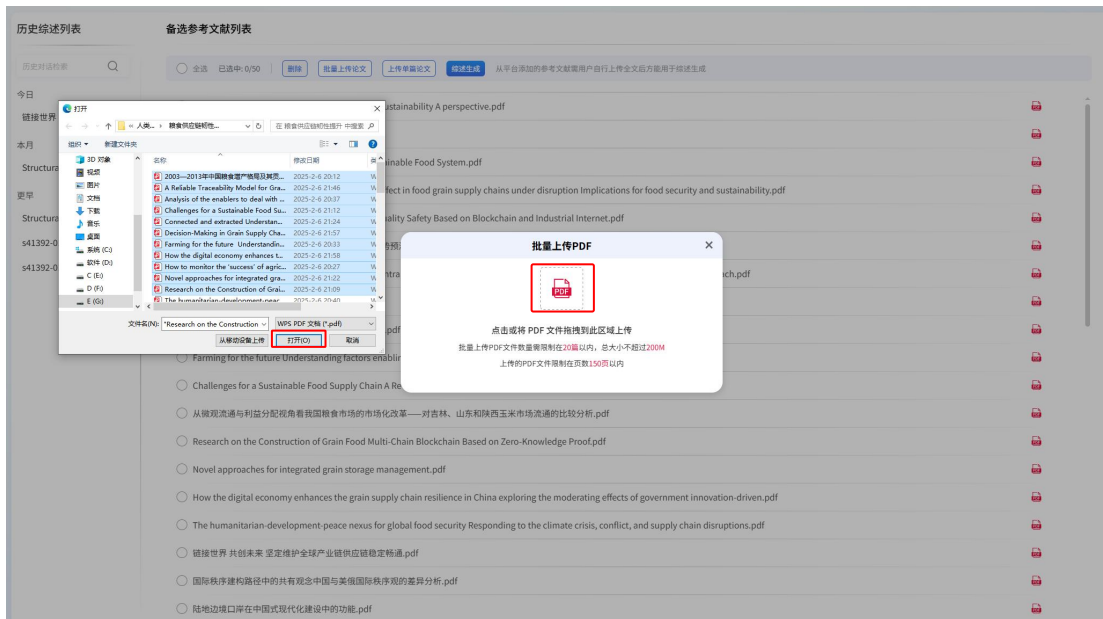 历史综述列表
备选参考文献列表
历史对话检索
全选 已选中: 0/50 删除 批量上传论文 上传单篇论文 综述生成 从平台添加的参考文献需用户自行上传全文后方能用于综述生成
今日
链接世界
本月
Structura
更早
Structura
s41392-0
s41392-0
打开
« 人类... › 粮食供应链韧性... 在 粮食供应链韧性提升 中搜索
组织 新建文件夹
3D 对象
视频
图片
文档
下载
音乐
桌面
系统 (C:)
软件 (D:)
C (E:)
D (F:)
E (G:)
名称 修改日期
2003—2013年中国粮食增产格局及其贡... 2025-2-6 20:12
A Reliable Traceability Model for Gra... 2025-2-6 21:46
Analysis of the enablers to deal with ... 2025-2-6 20:37
Challenges for a Sustainable Food Su... 2025-2-6 21:12
Connected and extracted Understan... 2025-2-6 21:24
Decision-Making in Grain Supply Cha... 2025-2-6 21:57
Farming for the future Understandin... 2025-2-6 20:33
How the digital economy enhances t... 2025-2-6 21:58
How to monitor the 'success' of agric... 2025-2-6 20:27
Novel approaches for integrated gra... 2025-2-6 21:22
Research on the Construction of Grai... 2025-2-6 21:09
The humanitarian-development-peac... 2025-2-6 20:40
文件名(N): "Research on the Construction WPS PDF 文档 (*.pdf)
从移动设备上传 打开(O) 取消
ustainability A perspective.pdf
inable Food System.pdf
fect in food grain supply chains under disruption Implications for food security and sustainability.pdf
ality Safety Based on Blockchain and Industrial Internet.pdf
ntra
ach.pdf
.pdf
批量上传PDF
PDF
点击或将 PDF 文件拖拽到此区域上传
批量上传PDF文件数量需限制在20篇以内，总大小不超过200M
上传的PDF文件限制在页数150页以内
Farming for the future Understanding factors enablin
Challenges for a Sustainable Food Supply Chain A Re
从微观流通与利益分配视角看我国粮食市场的市场化改革——对吉林、山东和陕西玉米市场流通的比较分析.pdf
Research on the Construction of Grain Food Multi-Chain Blockchain Based on Zero-Knowledge Proof.pdf
Novel approaches for integrated grain storage management.pdf
How the digital economy enhances the grain supply chain resilience in China exploring the moderating effects of government innovation-driven.pdf
The humanitarian-development-peace nexus for global food security Responding to the climate crisis, conflict, and supply chain disruptions.pdf
链接世界 共创未来 坚定维护全球产业链供应链稳定畅通.pdf
国际秩序建构路径中的共有观念中国与美俄国际秩序观的差异分析.pdf
陆地边境口岸在中国式现代化建设中的功能.pdf